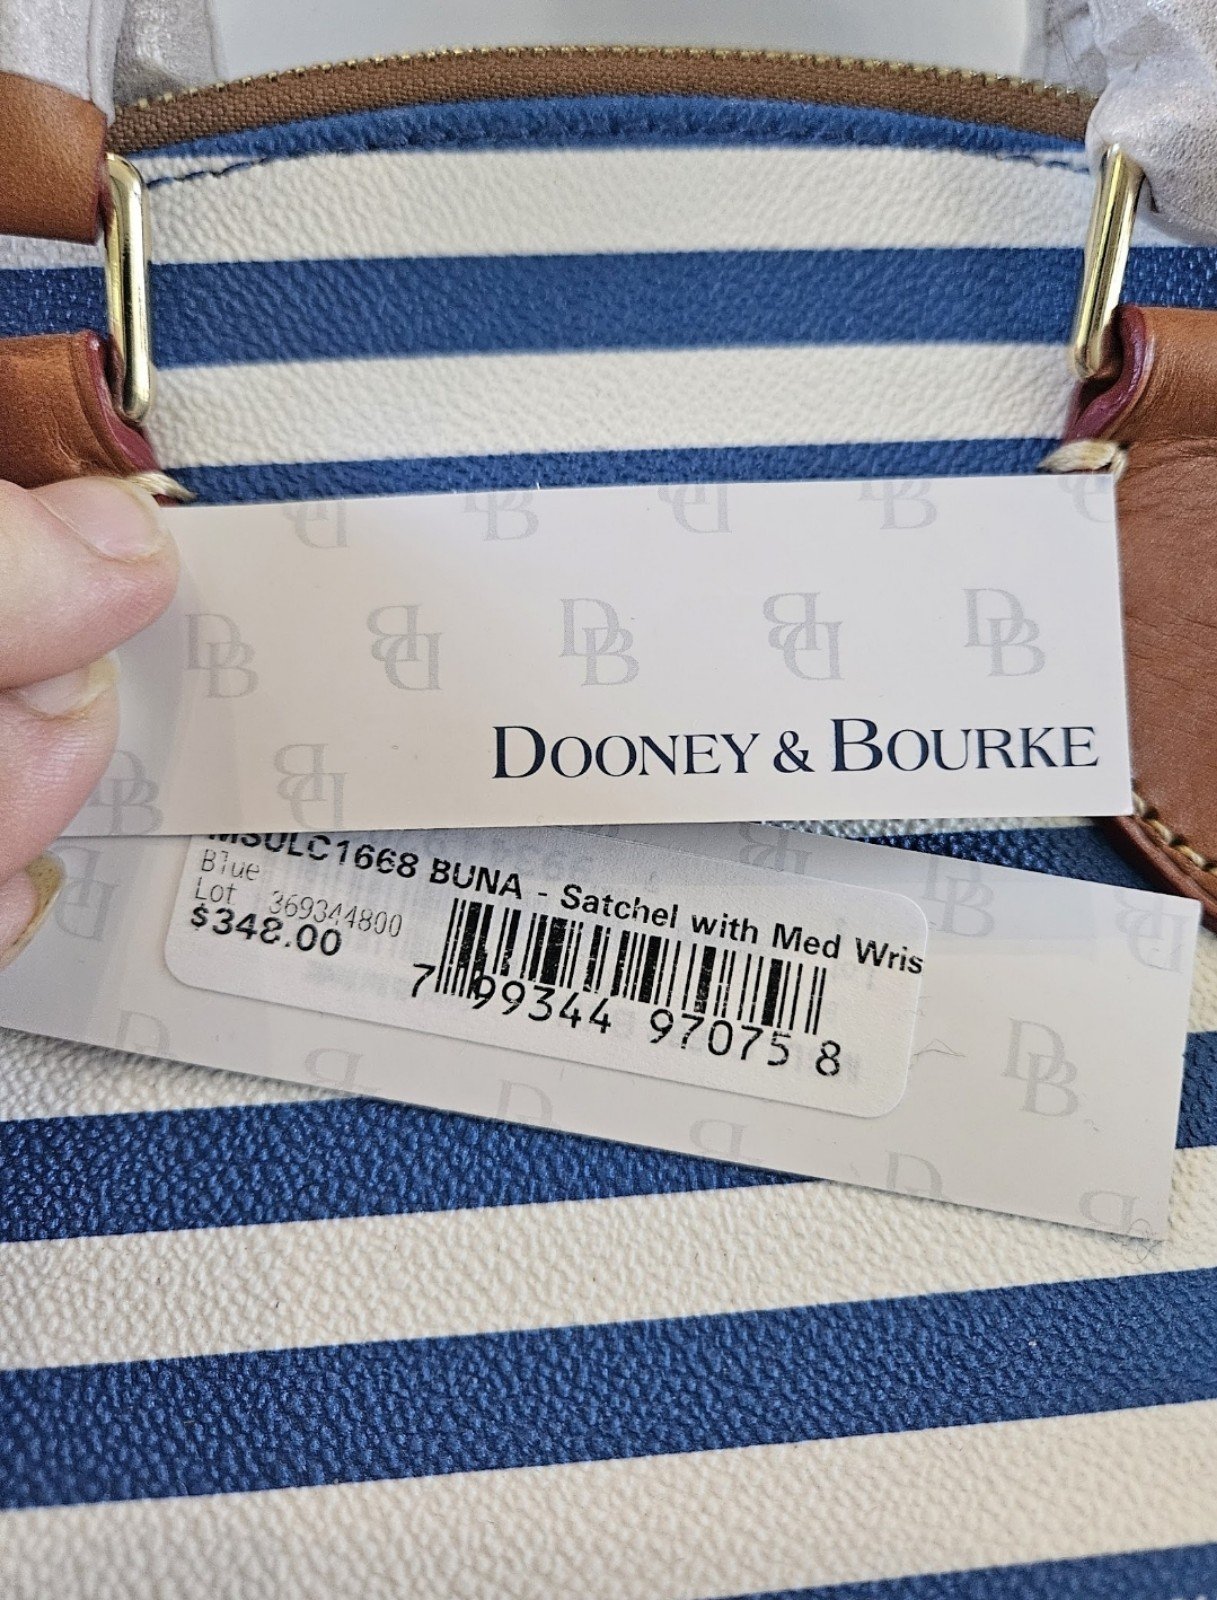 DOONEY & BOURKE
MSULC1668 BUNA - Satchel with Med Wris
Blue
Lot 369344800
$348.00
7 99344 97075 8